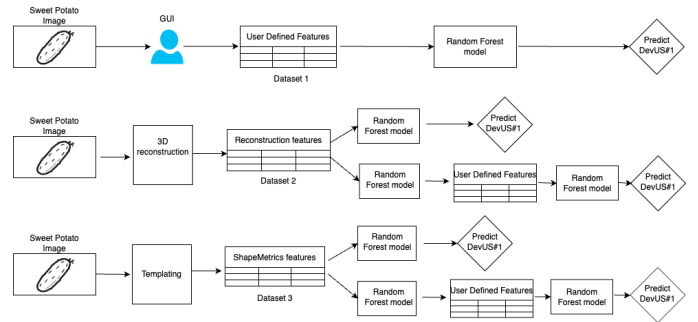 Sweet Potato
Image
GUI
User Defined Features
Dataset 1
Random Forest
model
Predict
DevUS#1
Sweet Potato
Image
3D
reconstruction
Reconstruction features
Dataset 2
Random
Forest model
Predict
DevUS#1
Random
Forest model
User Defined Features
Random
Forest model
Predict
DevUS#1
Sweet Potato
Image
Templating
ShapeMetrics features
Dataset 3
Random
Forest model
Predict
DevUS#1
Random
Forest model
User Defined Features
Random
Forest model
Predict
DevUS#1